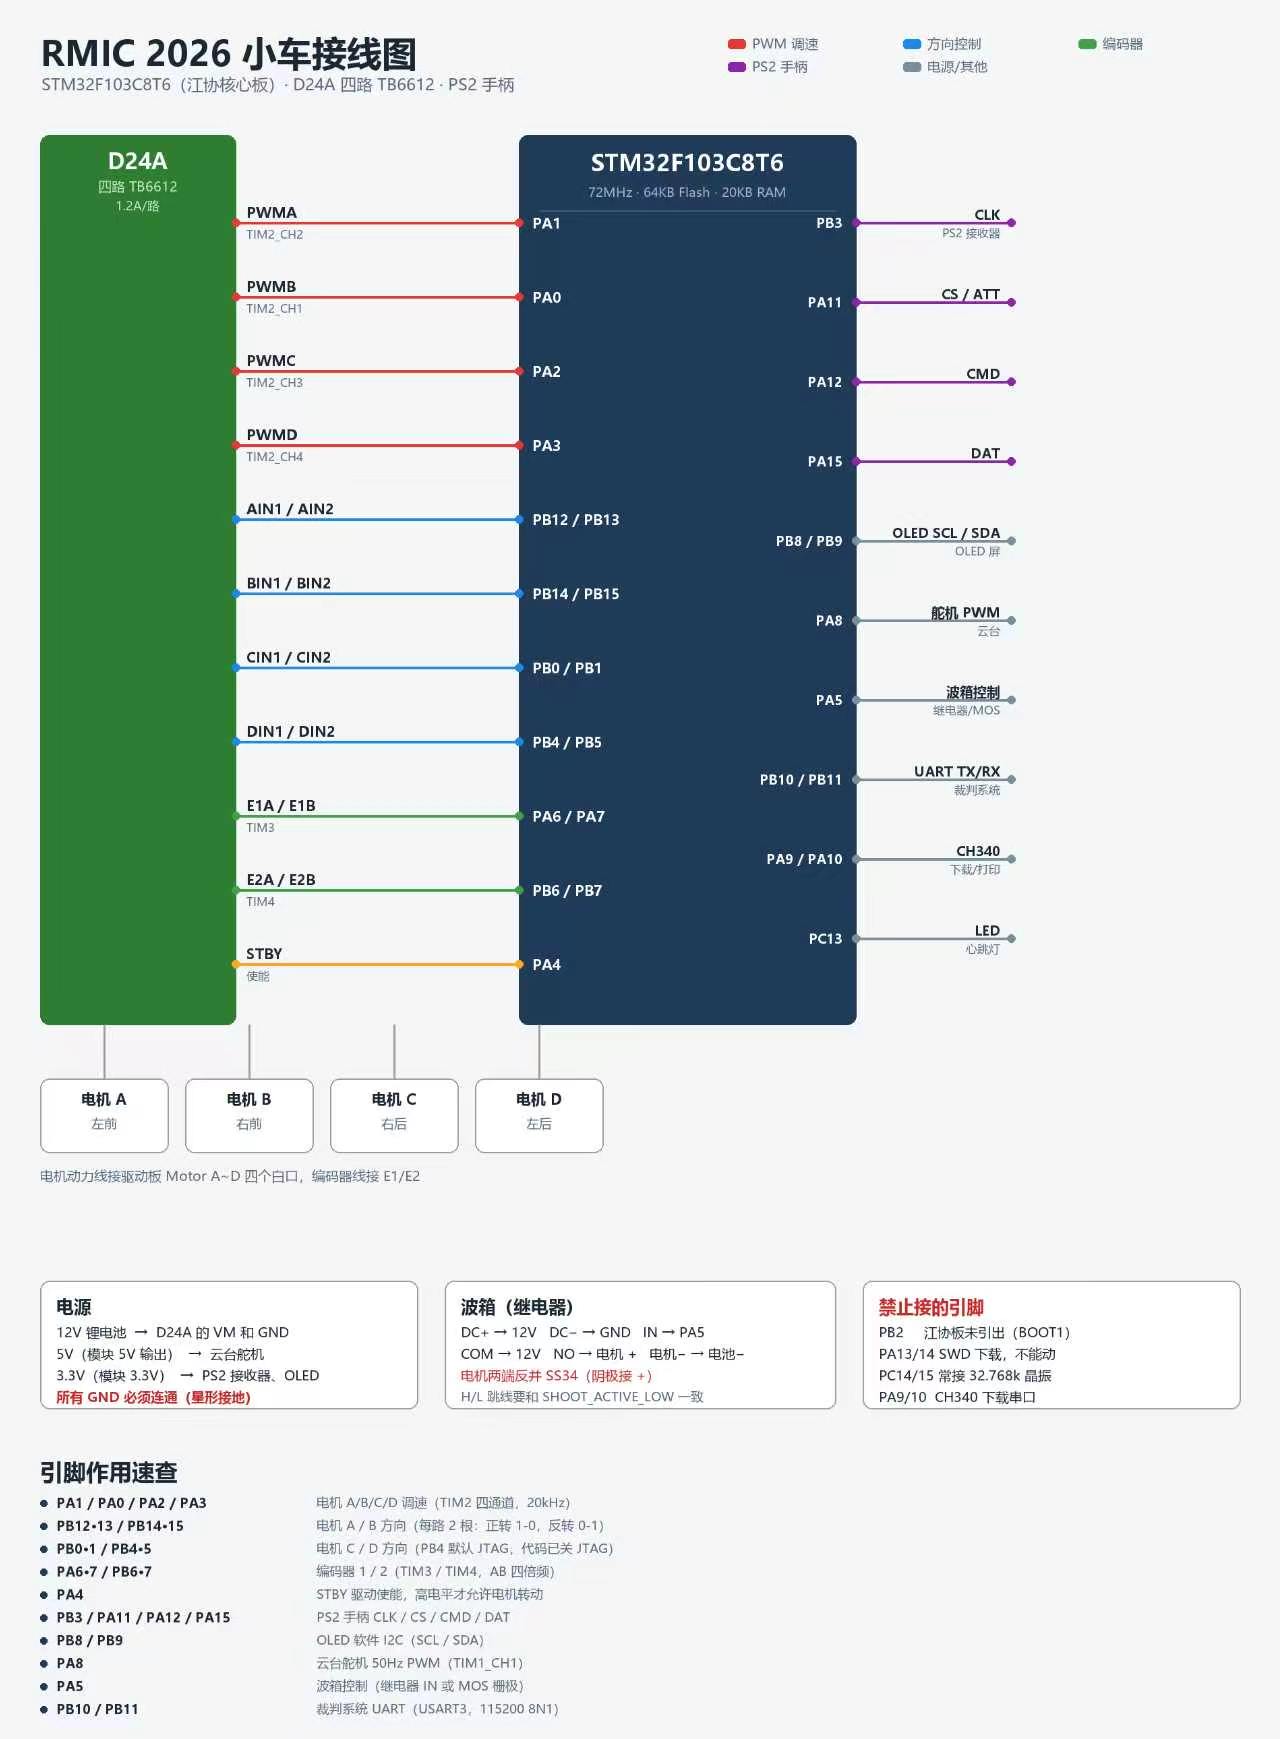 RMIC 2026 小车接线图
STM32F103C8T6（江协核心板）· D24A 四路 TB6612 · PS2 手柄
PWM 调速
方向控制
编码器
PS2 手柄
电源/其他
D24A
四路 TB6612
1.2A/路
PWMA
TIM2_CH2
PWMB
TIM2_CH1
PWMC
TIM2_CH3
PWMD
TIM2_CH4
AIN1 / AIN2
BIN1 / BIN2
CIN1 / CIN2
DIN1 / DIN2
E1A / E1B
TIM3
E2A / E2B
TIM4
STBY
使能
STM32F103C8T6
72MHz · 64KB Flash · 20KB RAM
PA1
PA0
PA2
PA3
PB12 / PB13
PB14 / PB15
PB0 / PB1
PB4 / PB5
PA6 / PA7
PB6 / PB7
PA4
PB3
PA11
PA12
PA15
PB8 / PB9
PA8
PA5
PB10 / PB11
PA9 / PA10
PC13
CLK
PS2 接收器
CS / ATT
CMD
DAT
OLED SCL / SDA
OLED 屏
舵机 PWM
云台
波箱控制
继电器/MOS
UART TX/RX
裁判系统
CH340
下载/打印
LED
心跳灯
电机 A
左前
电机 B
右前
电机 C
右后
电机 D
左后
电机动力线接驱动板 Motor A~D 四个白口，编码器线接 E1/E2
电源
12V 锂电池 → D24A 的 VM 和 GND
5V（模块 5V 输出） → 云台舵机
3.3V（模块 3.3V） → PS2 接收器、OLED
所有 GND 必须连通（星形接地）
波箱（继电器）
DC+ → 12V DC− → GND IN → PA5
COM → 12V NO → 电机 + 电机− → 电池−
电机两端反并 SS34（阴极接 +）
H/L 跳线要和 SHOOT_ACTIVE_LOW 一致
禁止接的引脚
PB2 江协板未引出（BOOT1）
PA13/14 SWD 下载，不能动
PC14/15 常接 32.768k 晶振
PA9/10 CH340 下载串口
引脚作用速查
• PA1 / PA0 / PA2 / PA3 电机 A/B/C/D 调速（TIM2 四通道，20kHz）
• PB12•13 / PB14•15 电机 A / B 方向（每路 2 根：正转 1-0，反转 0-1）
• PB0•1 / PB4•5 电机 C / D 方向（PB4 默认 JTAG，代码已关 JTAG）
• PA6•7 / PB6•7 编码器 1 / 2（TIM3 / TIM4，AB 四倍频）
• PA4 STBY 驱动使能，高电平才允许电机转动
• PB3 / PA11 / PA12 / PA15 PS2 手柄 CLK / CS / CMD / DAT
• PB8 / PB9 OLED 软件 I2C（SCL / SDA）
• PA8 云台舵机 50Hz PWM（TIM1_CH1）
• PA5 波箱控制（继电器 IN 或 MOS 栅极）
• PB10 / PB11 裁判系统 UART（USART3，115200 8N1）